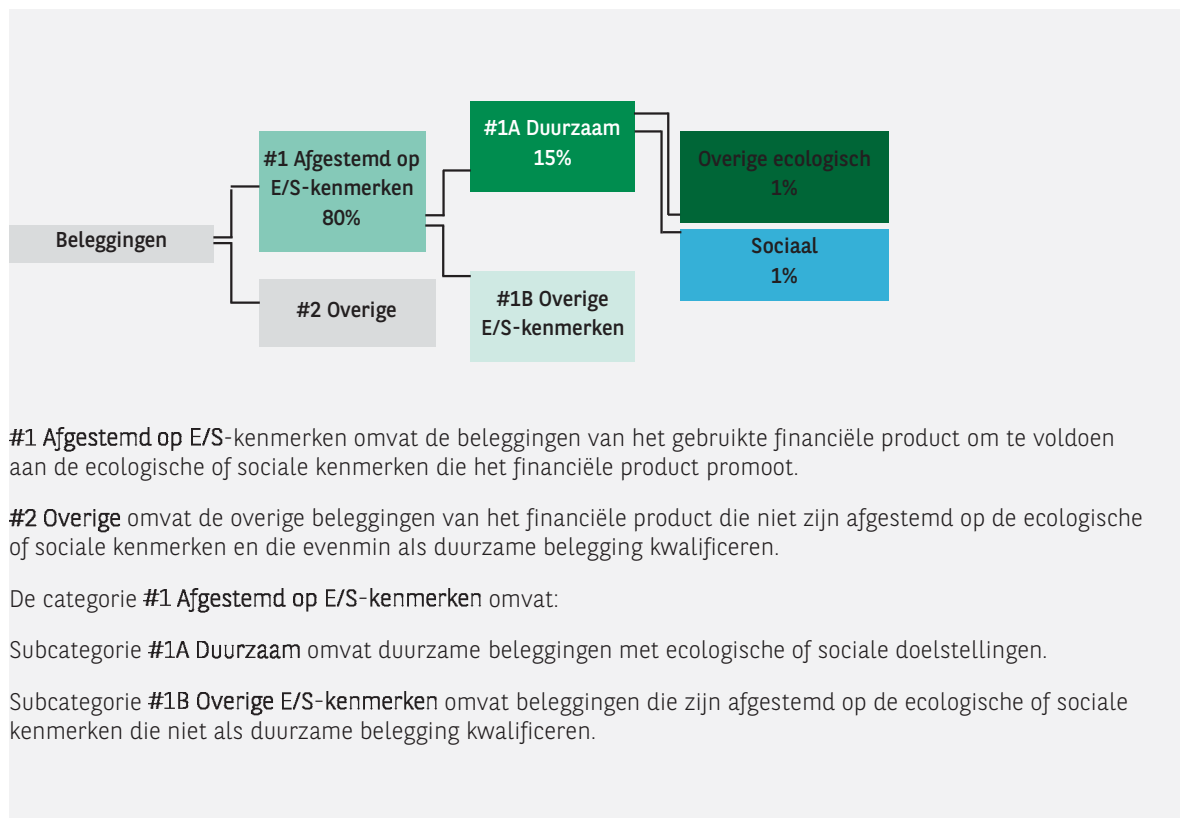 Beleggingen
#1 Afgestemd op
E/S-kenmerken
80%
#2 Overige
#1A Duurzaam
15%
#1B Overige
E/S-kenmerken
Overige ecologisch
1%
Sociaal
1%
#1 Afgestemd op E/S-kenmerken omvat de beleggingen van het gebruikte financiële product om te voldoen
aan de ecologische of sociale kenmerken die het financiële product promoot.
#2 Overige omvat de overige beleggingen van het financiële product die niet zijn afgestemd op de ecologische
of sociale kenmerken en die evenmin als duurzame belegging kwalificeren.
De categorie #1 Afgestemd op E/S-kenmerken omvat:
Subcategorie #1A Duurzaam omvat duurzame beleggingen met ecologische of sociale doelstellingen.
Subcategorie #1B Overige E/S-kenmerken omvat beleggingen die zijn afgestemd op de ecologische of sociale
kenmerken die niet als duurzame belegging kwalificeren.